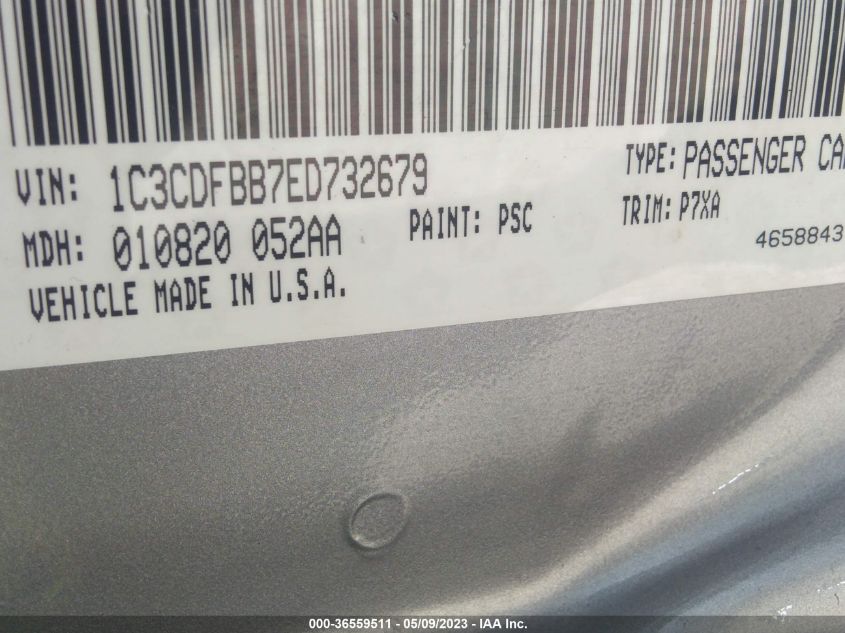 VIN: 1C3CDFBB7ED732679 TYPE: PASSENGER CA
MDH: 010820 052AA PAINT: PSC TRIM: P7XA
VEHICLE MADE IN U.S.A. 4658843
000-36559511 - 05/09/2023 - IAA Inc.